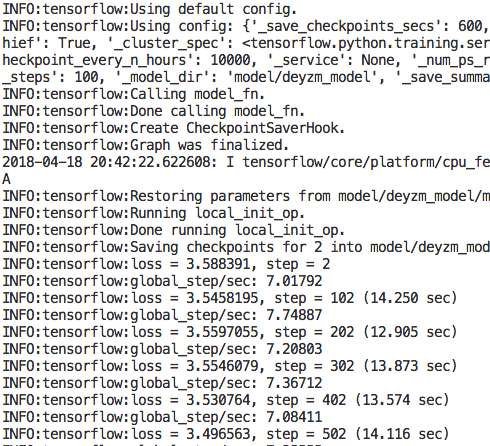 INFO:tensorflow:Using default config.
INFO:tensorflow:Using config: {'_save_checkpoints_secs': 600,
hief': True, '_cluster_spec': <tensorflow.python.training.ser
heckpoint_every_n_hours': 10000, '_service': None, '_num_ps_r
_steps': 100, '_model_dir': 'model/deyzm_model', '_save_summa
INFO:tensorflow:Calling model_fn.
INFO:tensorflow:Done calling model_fn.
INFO:tensorflow:Create CheckpointSaverHook.
INFO:tensorflow:Graph was finalized.
2018-04-18 20:42:22.622608: I tensorflow/core/platform/cpu_fe
A
INFO:tensorflow:Restoring parameters from model/deyzm_model/m
INFO:tensorflow:Running local_init_op.
INFO:tensorflow:Done running local_init_op.
INFO:tensorflow:Saving checkpoints for 2 into model/deyzm_mod
INFO:tensorflow:loss = 3.588391, step = 2
INFO:tensorflow:global_step/sec: 7.01792
INFO:tensorflow:loss = 3.5458195, step = 102 (14.250 sec)
INFO:tensorflow:global_step/sec: 7.74887
INFO:tensorflow:loss = 3.5597055, step = 202 (12.905 sec)
INFO:tensorflow:global_step/sec: 7.20803
INFO:tensorflow:loss = 3.5546079, step = 302 (13.873 sec)
INFO:tensorflow:global_step/sec: 7.36712
INFO:tensorflow:loss = 3.530764, step = 402 (13.574 sec)
INFO:tensorflow:global_step/sec: 7.08411
INFO:tensorflow:loss = 3.496563, step = 502 (14.116 sec)